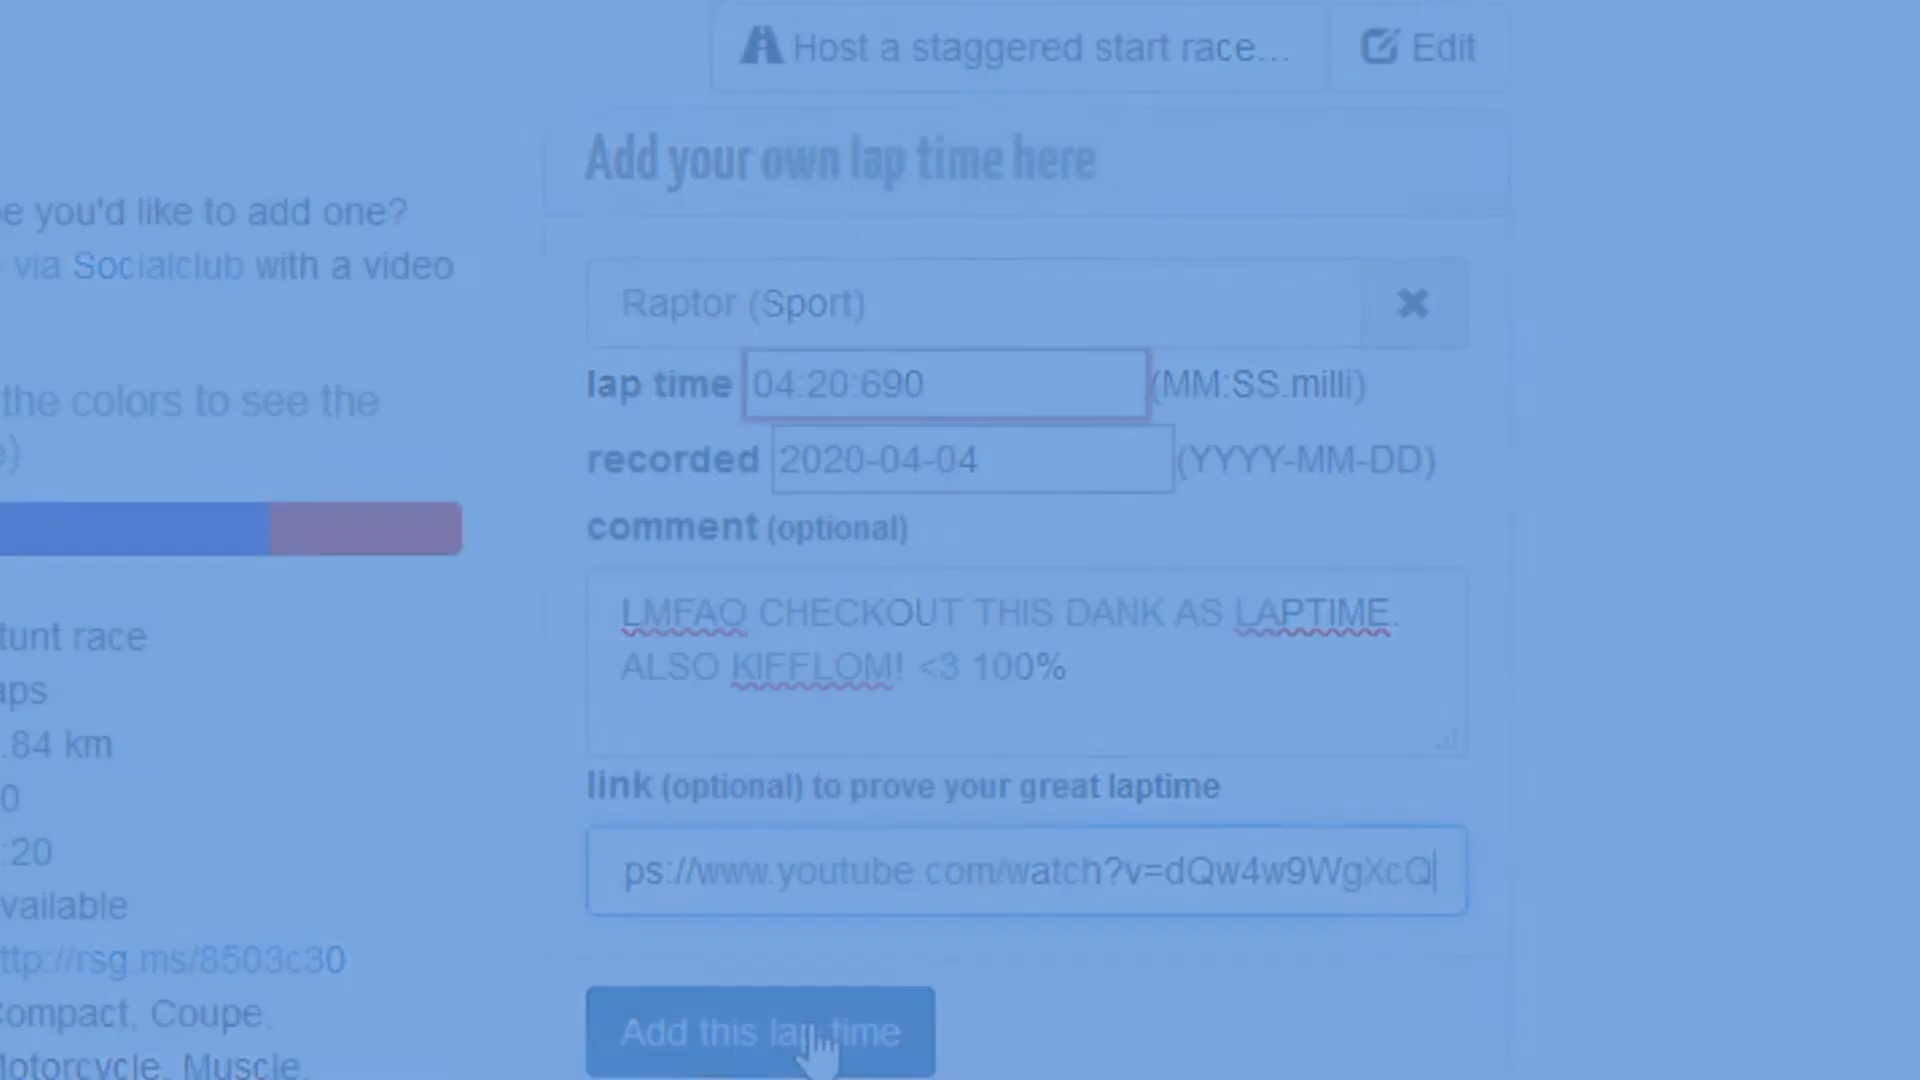 Host a staggered start race... Edit
Add your own lap time here
you'd like to add one?
via Socialclub with a video
Raptor (Sport)
lap time 04:20:690 (MM:SS.milli)
the colors to see the
recorded 2020-04-04 (YYYY-MM-DD)
comment (optional)
LMFAO CHECKOUT THIS DANK AS LAPTIME.
ALSO KIFFLOM! <3 100%
race
.84 km
link (optional) to prove your great laptime
ps://www.youtube.com/watch?v=dQw4w9WgXcQ
0
:20
vailable
ttp://rsg.ms/8503c30
Compact, Coupe,
Motorcycle, Muscle,
Add this lap time